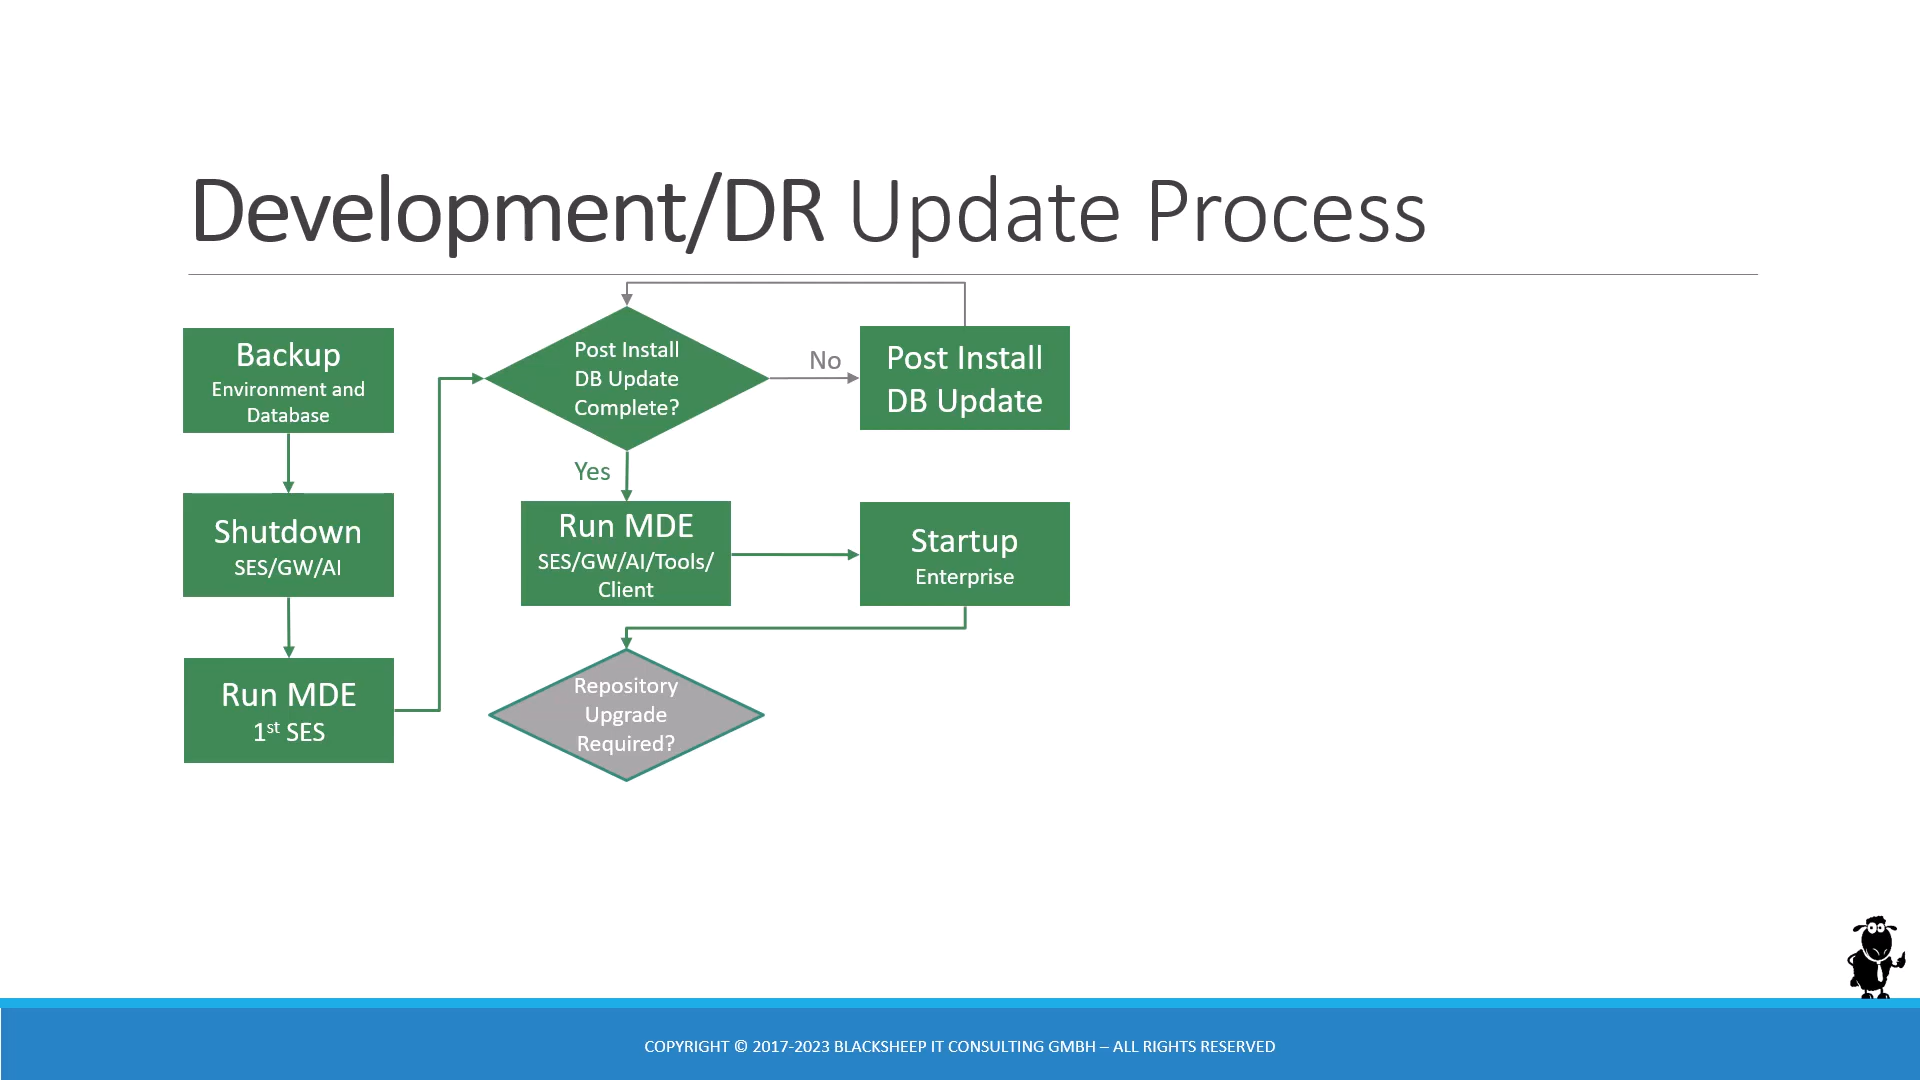 Development/DR Update Process
Backup
Environment and
Database
Shutdown
SES/GW/AI
Run MDE
1st SES
Post Install
DB Update
Complete?
No
Post Install
DB Update
Yes
Run MDE
SES/GW/AI/Tools/
Client
Startup
Enterprise
Repository
Upgrade
Required?
COPYRIGHT © 2017-2023 BLACKSHEEP IT CONSULTING GMBH – ALL RIGHTS RESERVED